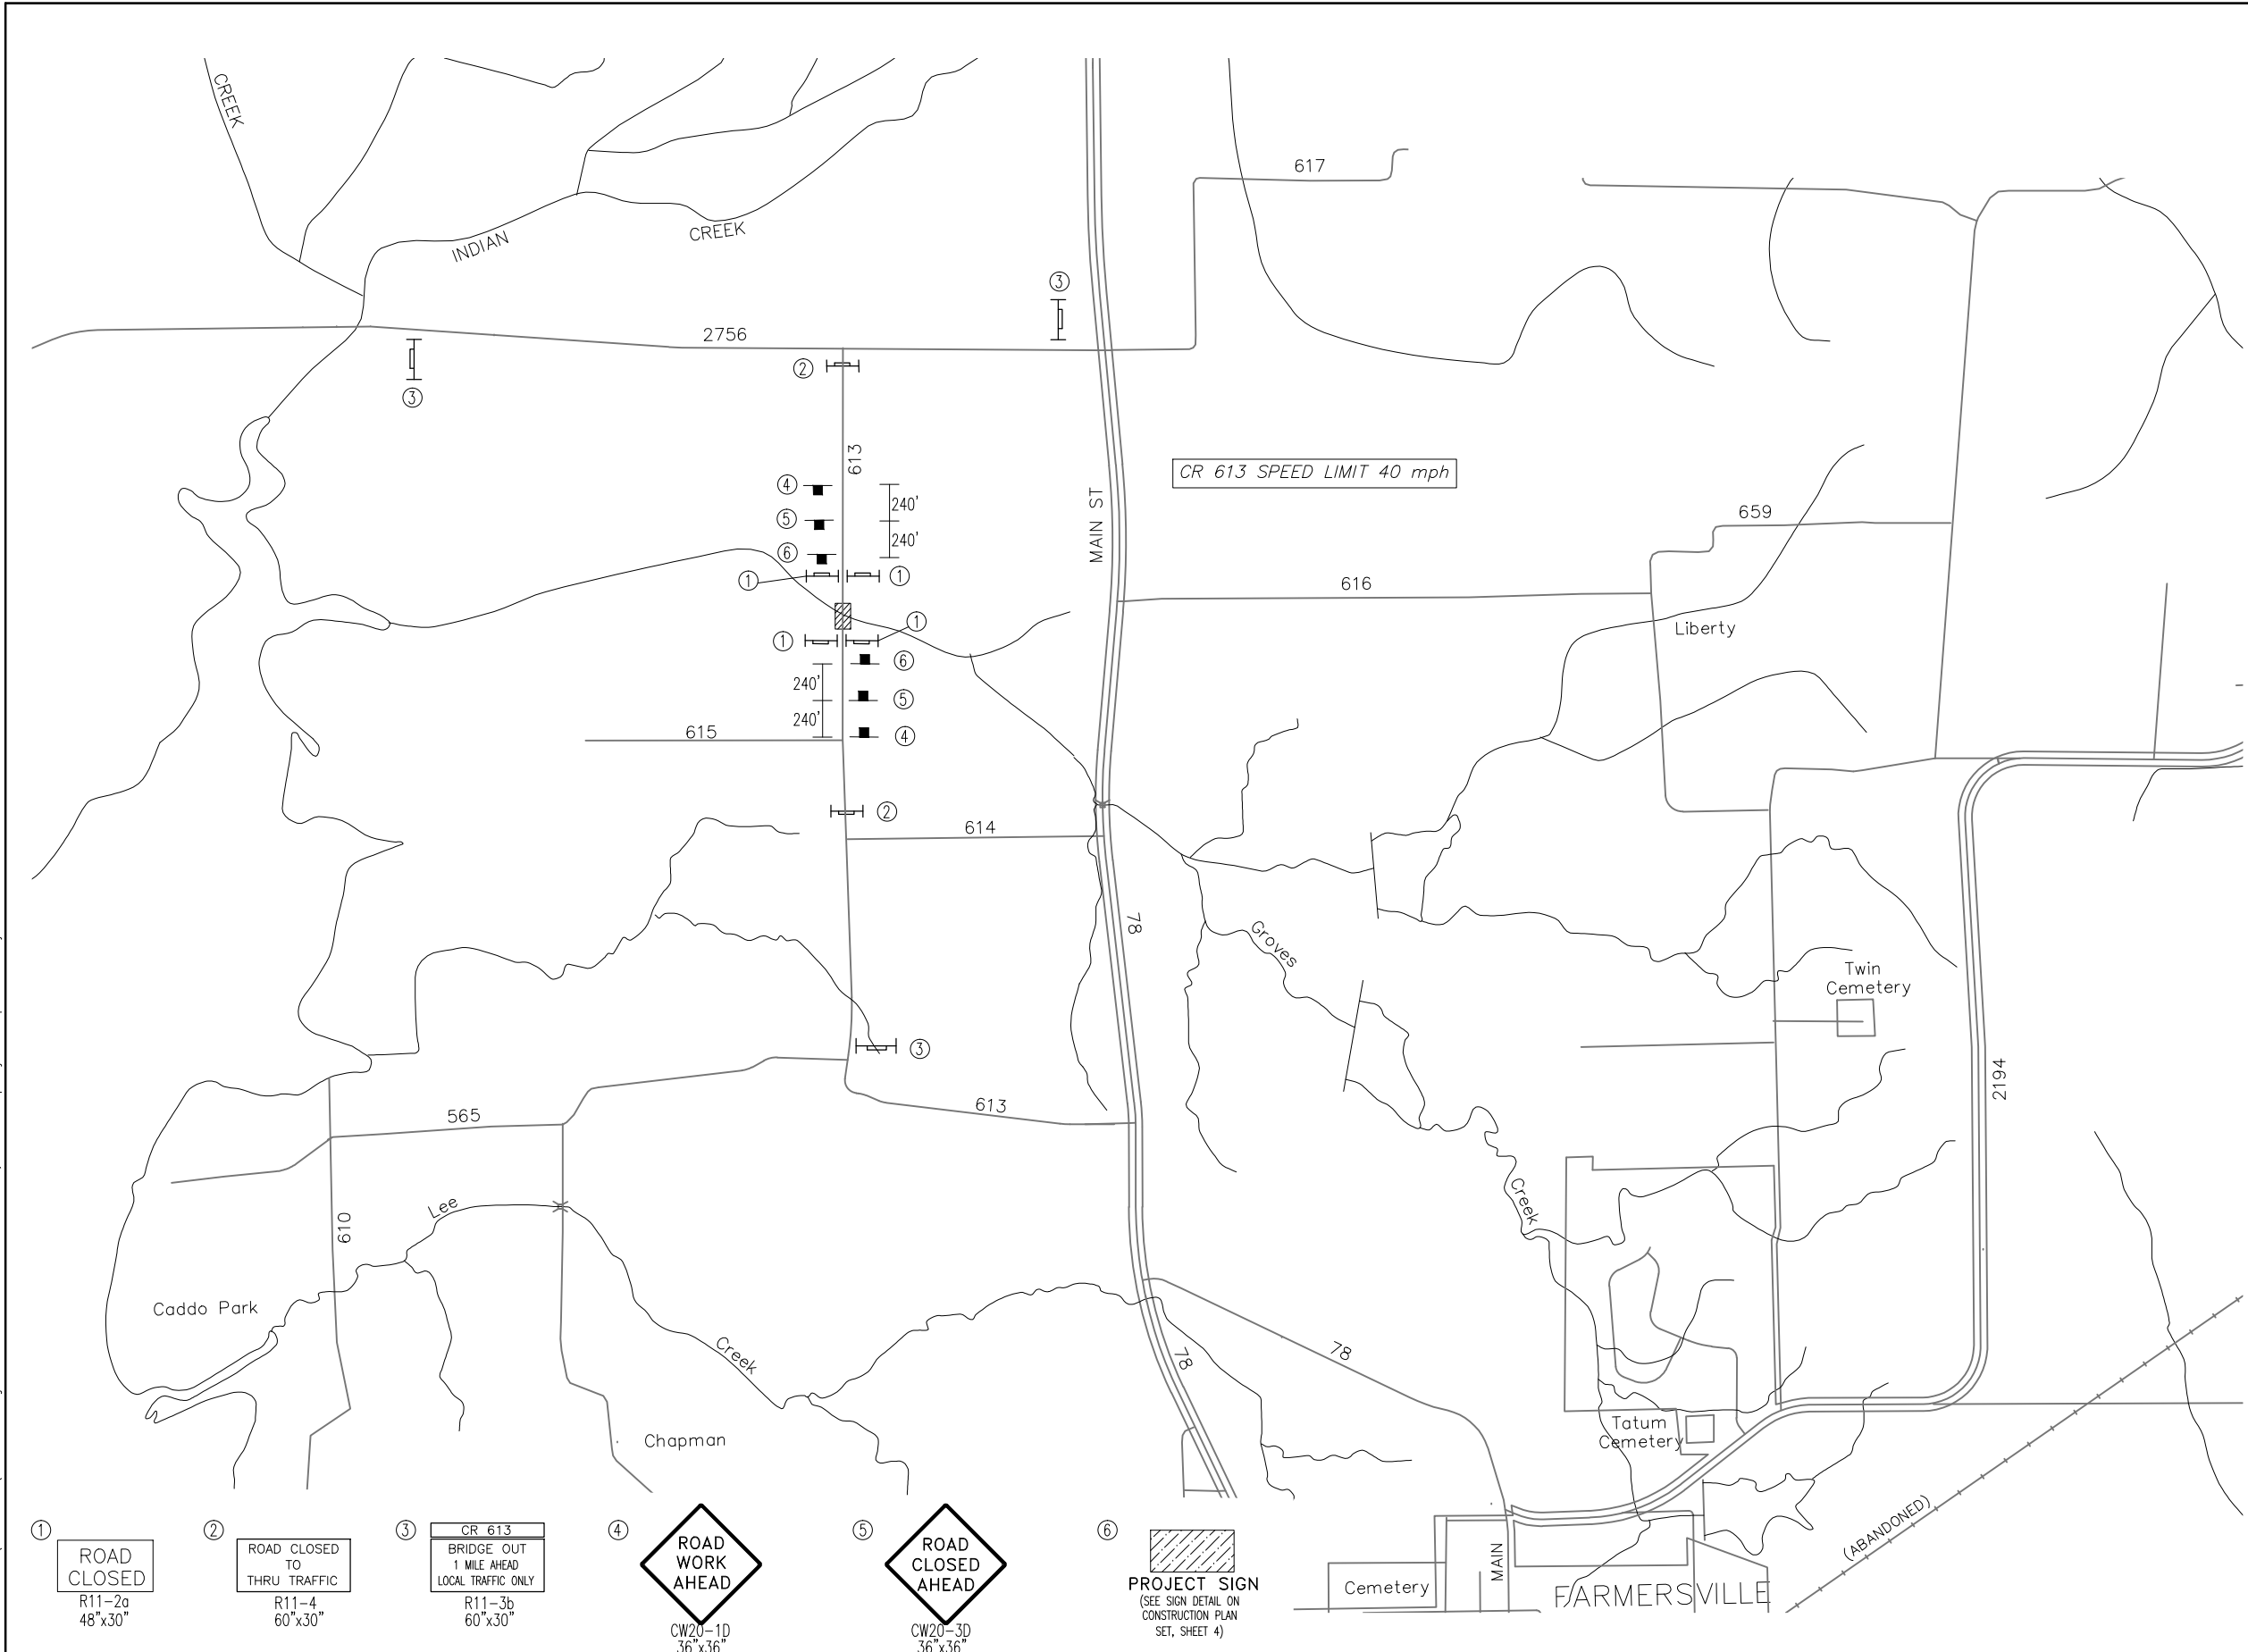 CREEK
617
INDIAN
CREEK
③
2756
②
③
613
CR 613 SPEED LIMIT 40 mph
④
240'
MAIN ST
⑤
240'
659
⑥
①
①
616
①
①
Liberty
⑥
240'
⑤
240'
615
④
②
614
78
Groves
Twin
Cemetery
③
2194
565
613
Lee
Creek
610
Caddo Park
Creek
78
78
Chapman
Tatum
Cemetery
(ABANDONED)
MAIN
Cemetery
FARMERSVILLE
①
ROAD
CLOSED
R11-2a
48"x30"
②
ROAD CLOSED
TO
THRU TRAFFIC
R11-4
60"x30"
③
CR 613
BRIDGE OUT
1 MILE AHEAD
LOCAL TRAFFIC ONLY
R11-3b
60"x30"
④
ROAD
WORK
AHEAD
CW20-1D
36"x36"
⑤
ROAD
CLOSED
AHEAD
CW20-3D
36"x36"
⑥
PROJECT SIGN
(SEE SIGN DETAIL ON
CONSTRUCTION PLAN
SET, SHEET 4)